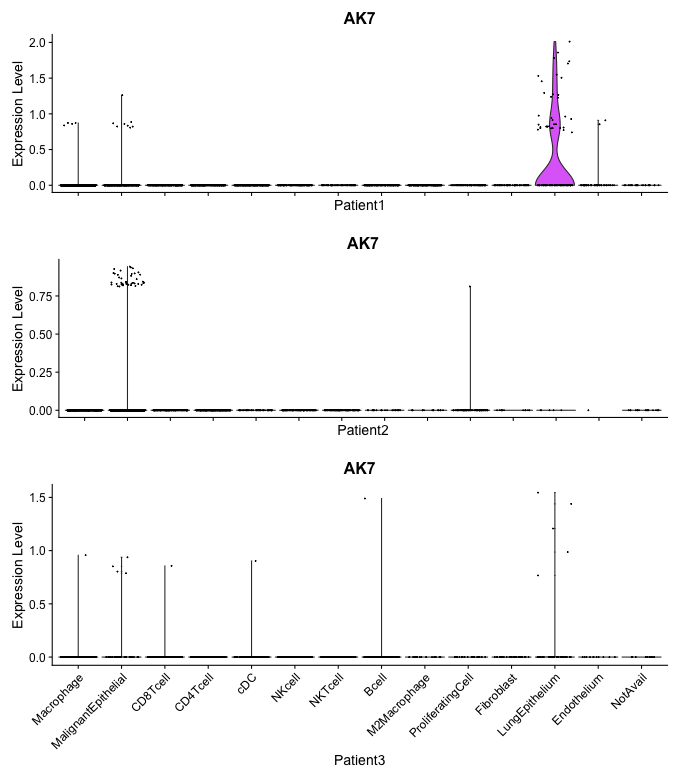 AK7
Expression Level
2.0
1.5
1.0
0.5
0.0
Patient1
AK7
Expression Level
0.75
0.50
0.25
0.00
Patient2
AK7
Expression Level
1.5
1.0
0.5
0.0
Macrophage
MalignantEpithelial
CD8Tcell
CD4Tcell
cDC
NKcell
NKTcell
Bcell
M2Macrophage
ProliferatingCell
Fibroblast
LungEpithelium
Endothelium
NotAvail
Patient3